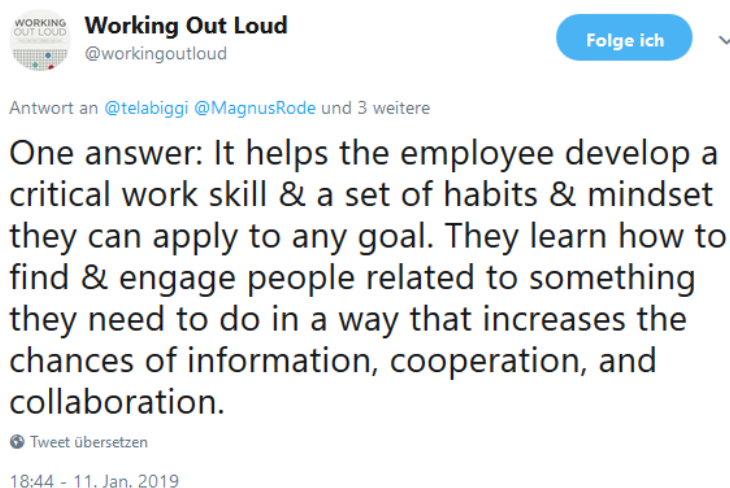 WORKING
OUT LOUD
Working Out Loud
@workingoutloud
Folge ich
Antwort an @telabiggi @MagnusRode und 3 weitere
One answer: It helps the employee develop a
critical work skill & a set of habits & mindset
they can apply to any goal. They learn how to
find & engage people related to something
they need to do in a way that increases the
chances of information, cooperation, and
collaboration.
Tweet übersetzen
18:44 - 11. Jan. 2019